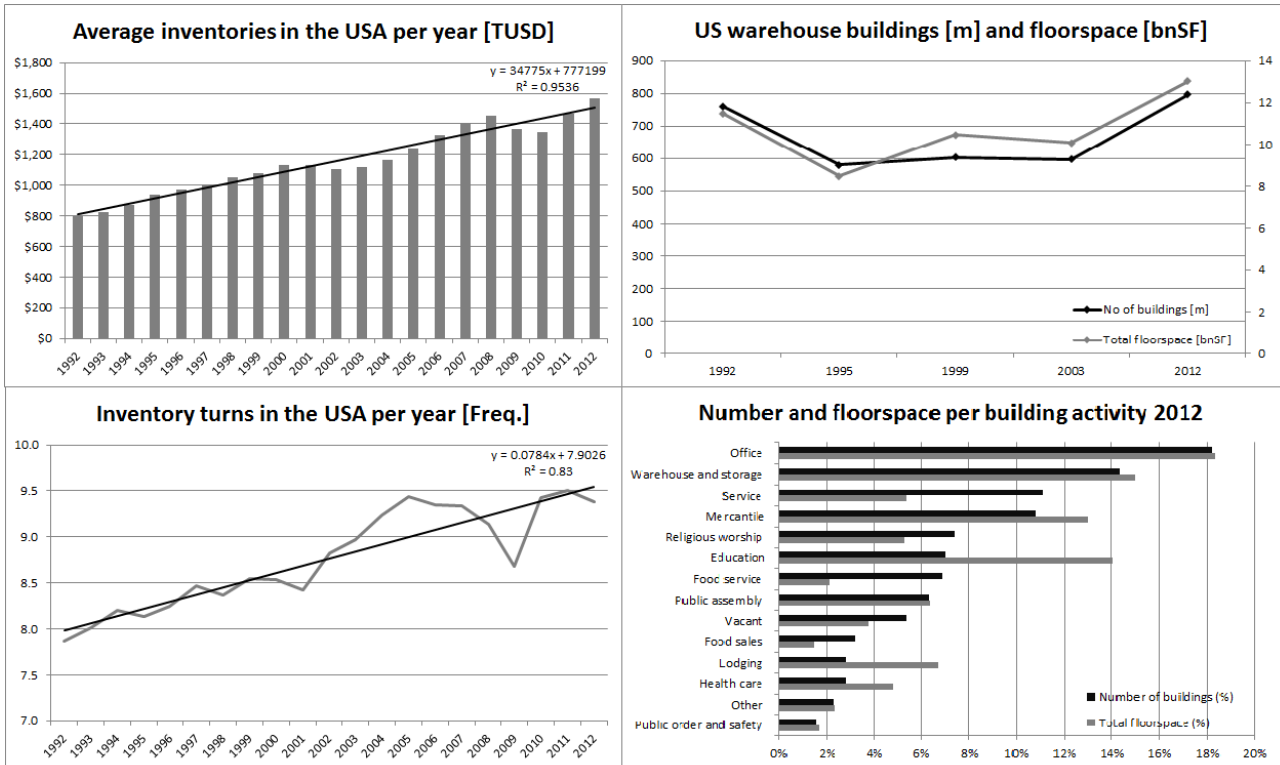 Average inventories in the USA per year [TUSD]
y = 34775x + 777199
R² = 0.9536
$1,800
$1,600
$1,400
$1,200
$1,000
$800
$600
$400
$200
$0
1992 1993 1994 1995 1996 1997 1998 1999 2000 2001 2002 2003 2004 2005 2006 2007 2008 2009 2010 2011 2012
US warehouse buildings [m] and floorspace [bnSF]
900
800
700
600
500
400
300
200
100
0
14
12
10
8
6
4
2
0
No of buildings [m]
Total floorspace [bnSF]
1992 1995 1999 2003 2012
Inventory turns in the USA per year [Freq.]
y = 0.0784x + 7.9026
R² = 0.83
10.0
9.5
9.0
8.5
8.0
7.5
7.0
1992 1993 1994 1995 1996 1997 1998 1999 2000 2001 2002 2003 2004 2005 2006 2007 2008 2009 2010 2011 2012
Number and floorspace per building activity 2012
Office
Warehouse and storage
Service
Mercantile
Religious worship
Education
Food service
Public assembly
Vacant
Food sales
Lodging
Health care
Other
Public order and safety
Number of buildings (%)
Total floorspace (%)
0% 2% 4% 6% 8% 10% 12% 14% 16% 18% 20%